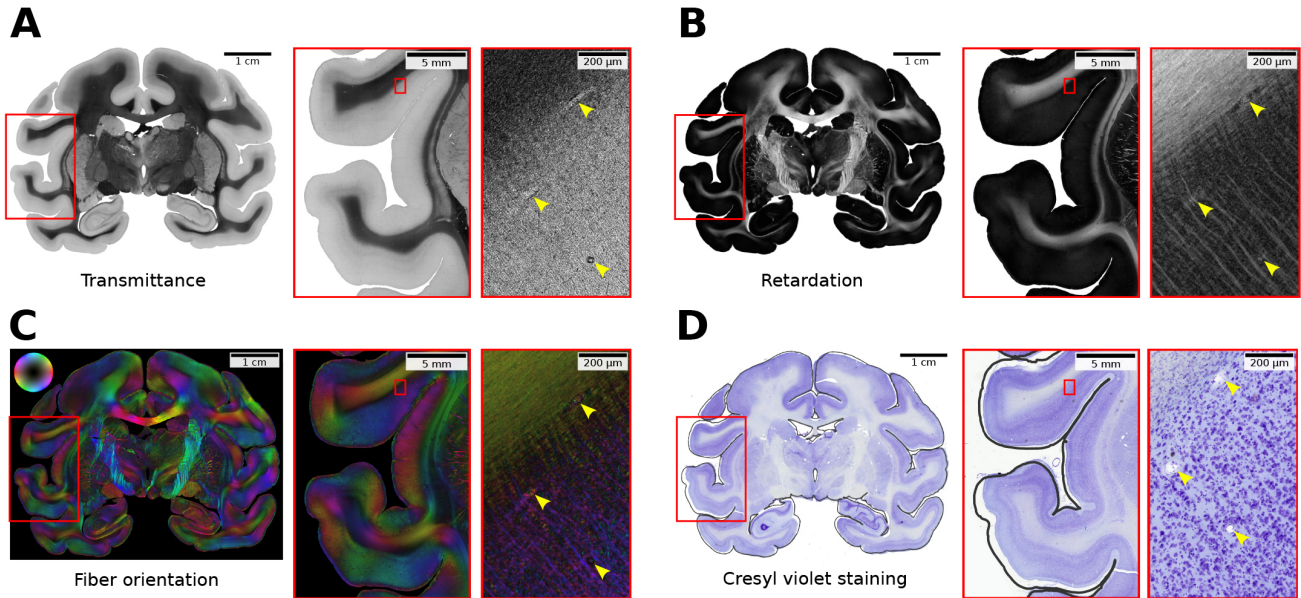 A
1 cm
5 mm
200 µm
Transmittance
B
1 cm
5 mm
200 µm
Retardation
C
1 cm
5 mm
200 µm
Fiber orientation
D
1 cm
5 mm
200 µm
Cresyl violet staining